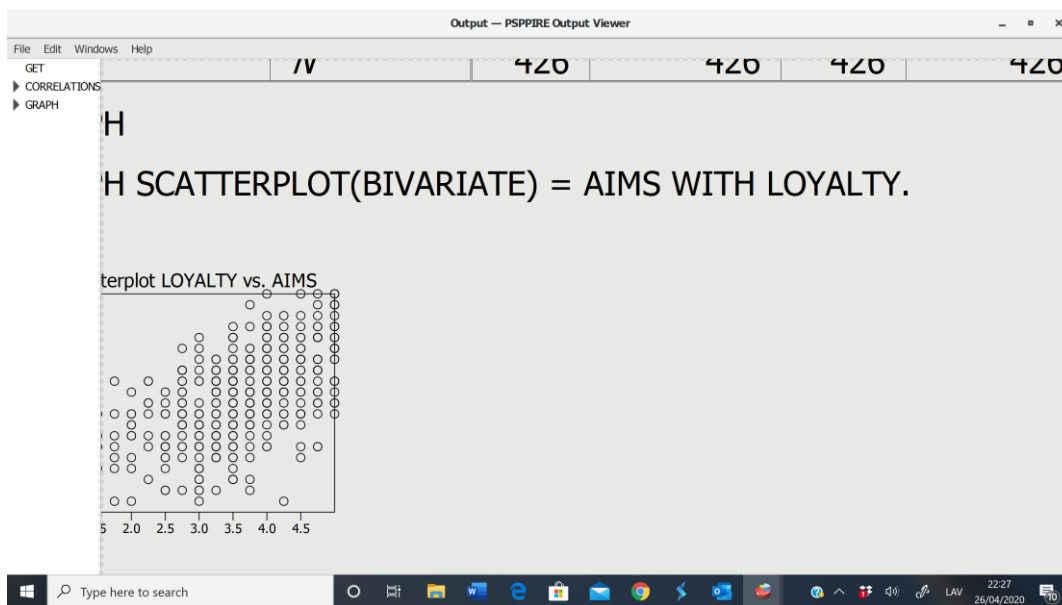 Output — PSPPIRE Output Viewer
File Edit Windows Help
GET
CORRELATIONS
GRAPH
N 426 426 426 426
H
H SCATTERPLOT(BIVARIATE) = AIMS WITH LOYALTY.
terplot LOYALTY vs. AIMS
5 2.0 2.5 3.0 3.5 4.0 4.5
Type here to search
LAV
22:27
26/04/2020
10